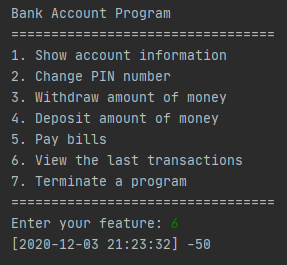 Bank Account Program
=================================
1. Show account information
2. Change PIN number
3. Withdraw amount of money
4. Deposit amount of money
5. Pay bills
6. View the last transactions
7. Terminate a program
=================================
Enter your feature: 6
[2020-12-03 21:23:32] -50